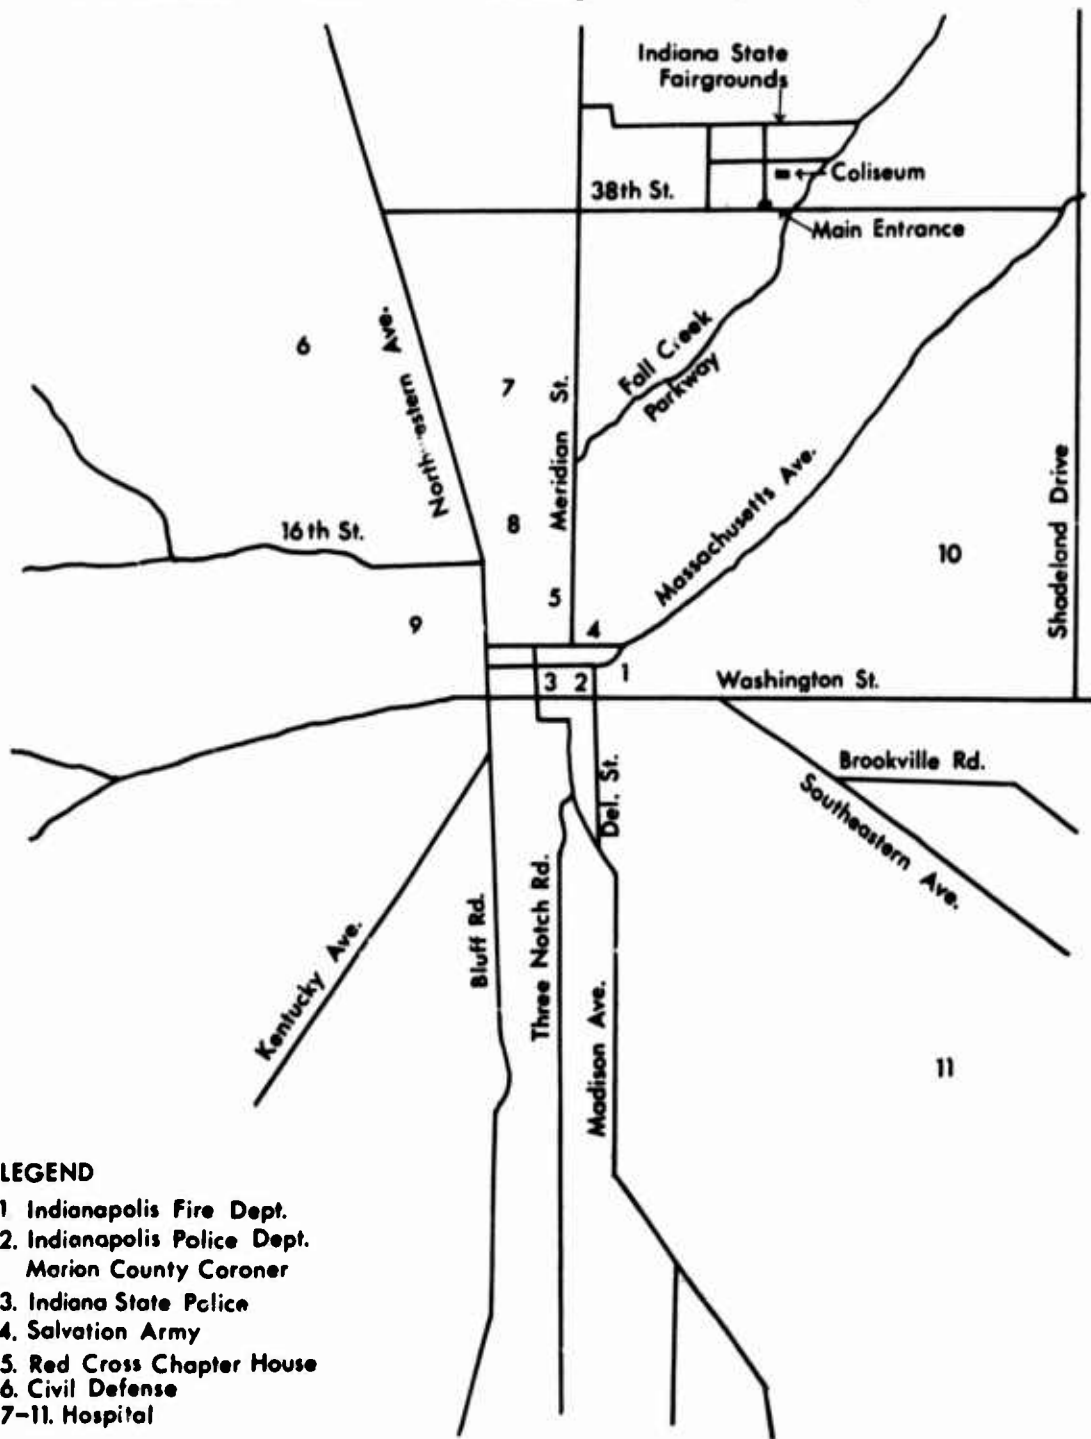 Indiana State
Fairgrounds
Coliseum
38th St.
Main Entrance
6
7
Northwestern Ave.
Meridian St.
Fall Creek
Parkway
Massachusetts Ave.
Shadeland Drive
16th St.
8
10
5
9
4
1
3
2
Washington St.
Brookville Rd.
Southeastern Ave.
Del. St.
Kentucky Ave.
Bluff Rd.
Three Notch Rd.
Madison Ave.
11
LEGEND
1 Indianapolis Fire Dept.
2. Indianapolis Police Dept.
Marion County Coroner
3. Indiana State Police
4. Salvation Army
5. Red Cross Chapter House
6. Civil Defense
7-11. Hospital